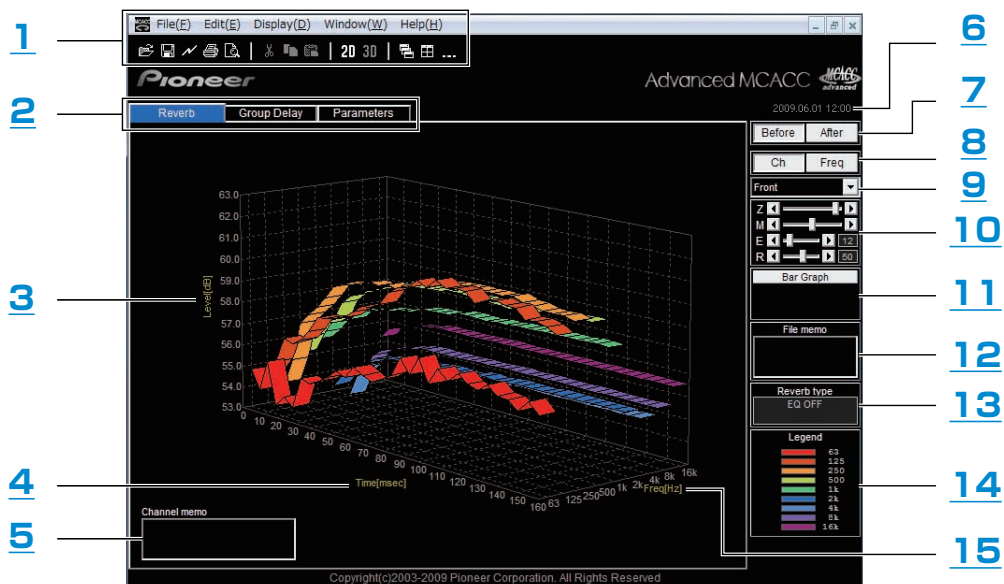 MCACC File(F) Edit(E) Display(D) Window(W) Help(H)
2D 3D ...
Pioneer
Advanced MCACC MCACC advanced
2009.06.01 12:00
Reverb Group Delay Parameters
Before After
Ch Freq
Front
Z
M
E 12
R 50
Bar Graph
File memo
Reverb type
EQ OFF
Legend
63
125
250
500
1k
2k
4k
8k
16k
Level[dB]
63.0
62.0
61.0
60.0
59.0
58.0
57.0
56.0
55.0
54.0
53.0
0 10 20 30 40 50 60 70 80 90 100 110 120 130 140 150 160
Time[msec]
63 125 250 500 1k 2k 4k 8k 16k
Freq[Hz]
Channel memo
Copyright(c)2003-2009 Pioneer Corporation. All Rights Reserved
1
2
3
4
5
6
7
8
9
10
11
12
13
14
15